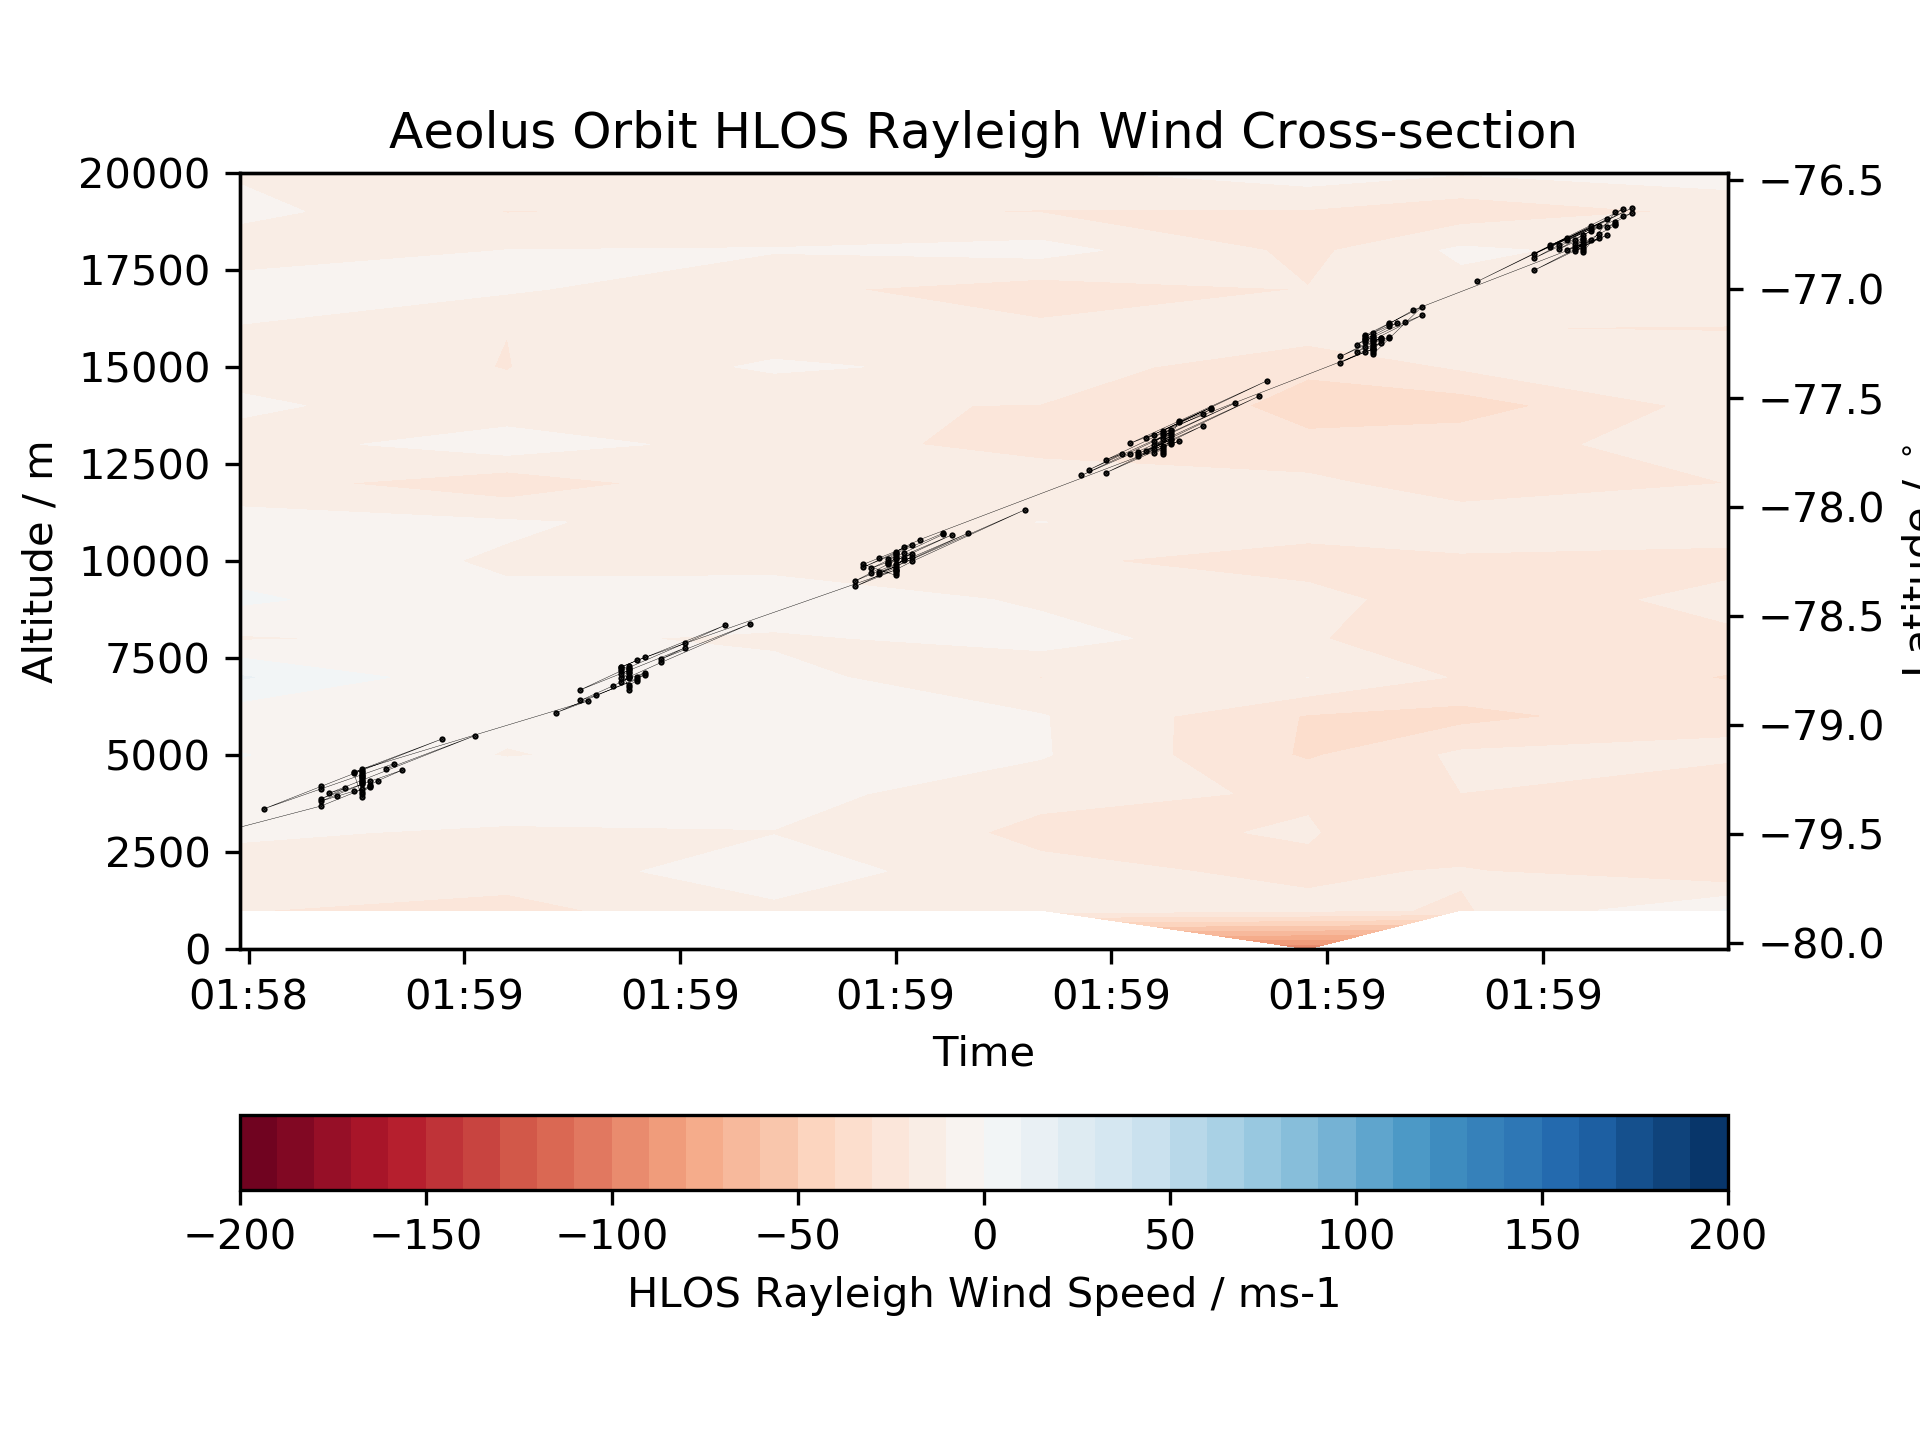 Aeolus Orbit HLOS Rayleigh Wind Cross-section
20000
17500
15000
12500
10000
7500
5000
2500
0
Altitude / m
−76.5
−77.0
−77.5
−78.0
−78.5
−79.0
−79.5
−80.0
Latitude / °
01:58 01:59 01:59 01:59 01:59 01:59 01:59
Time
−200 −150 −100 −50 0 50 100 150 200
HLOS Rayleigh Wind Speed / ms-1